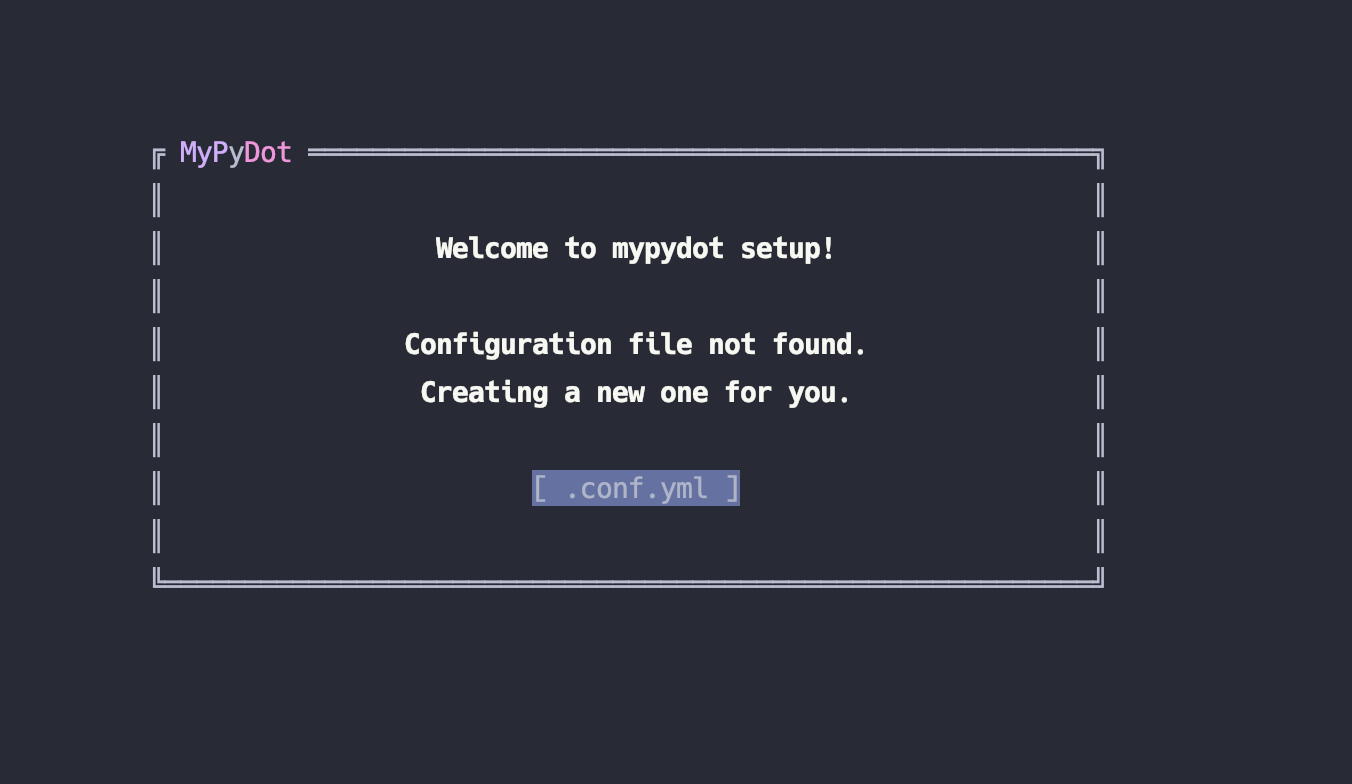 MyPyDot
Welcome to mypydot setup!
Configuration file not found.
Creating a new one for you.
[ .conf.yml ]